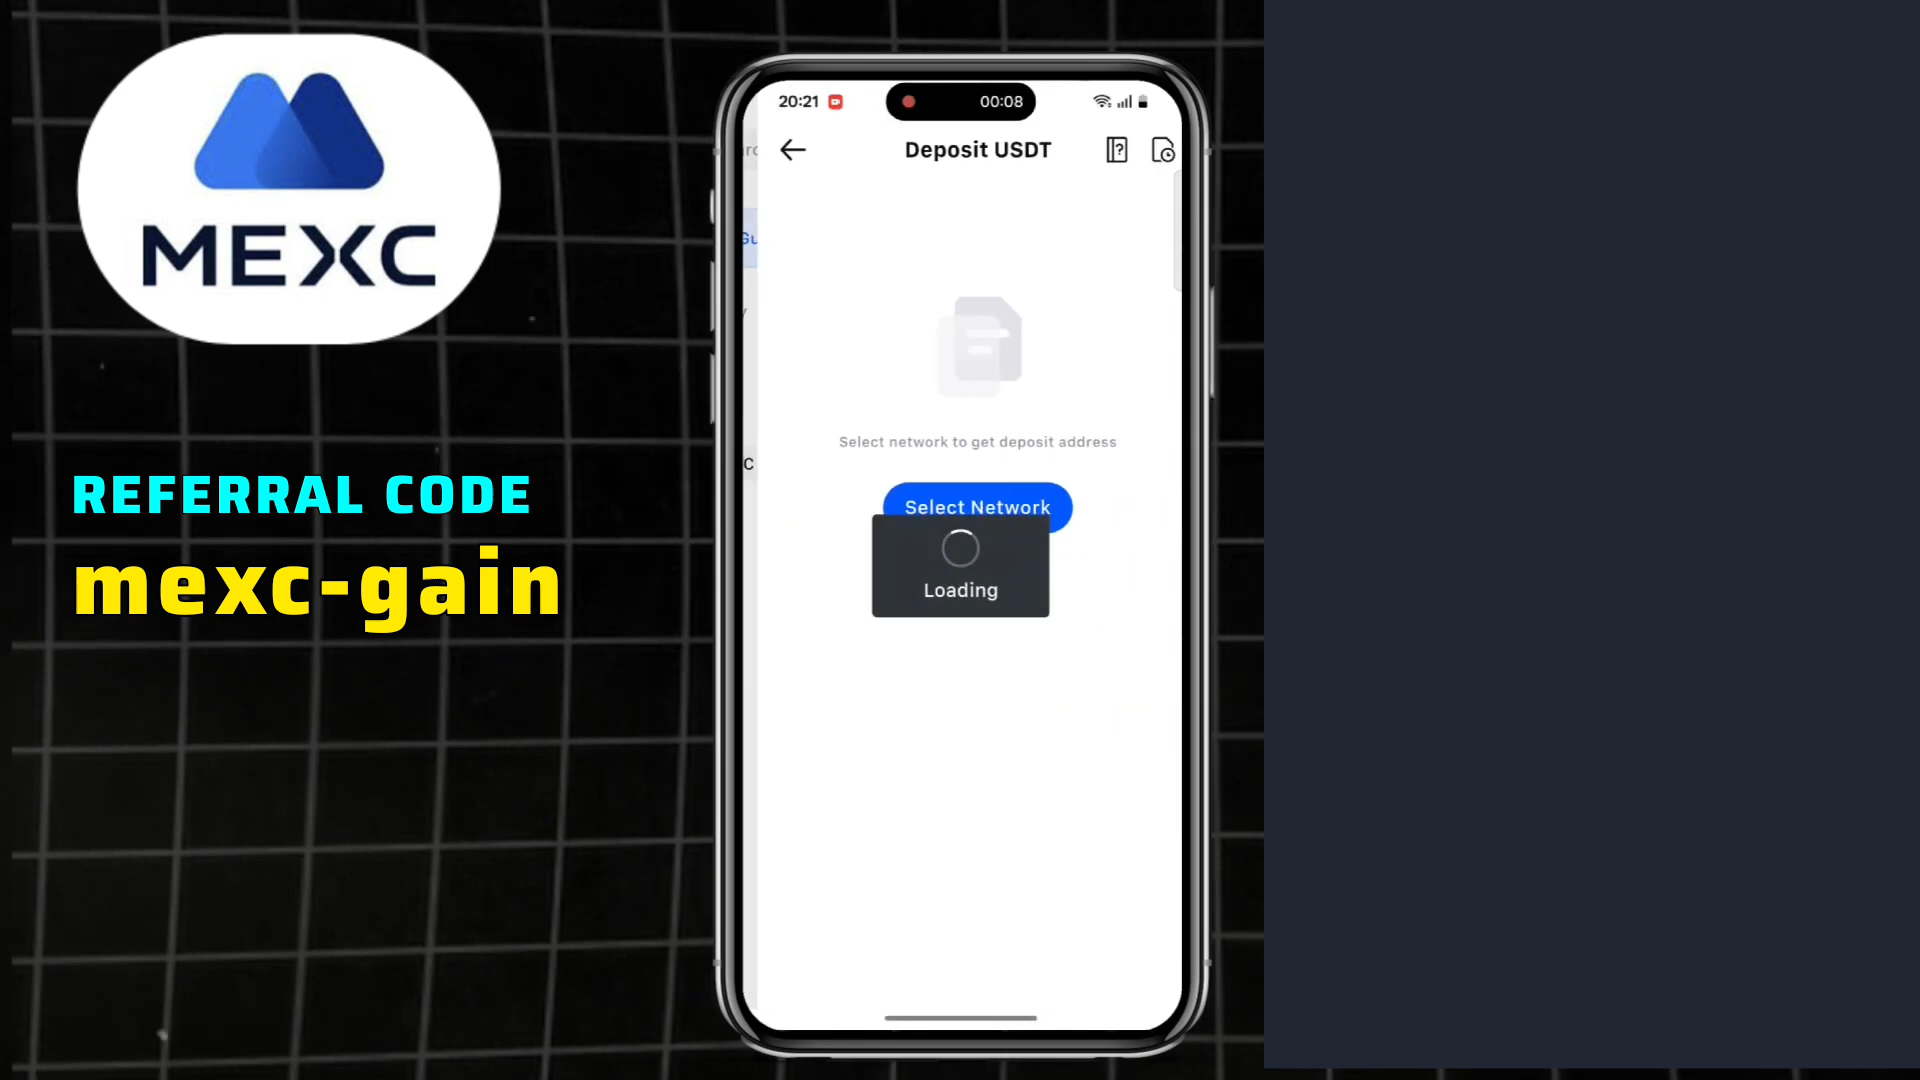 MEXC
REFERRAL CODE
mexc-gain
20:21
00:08
Deposit USDT
Gu
C
Select network to get deposit address
Select Network
Loading